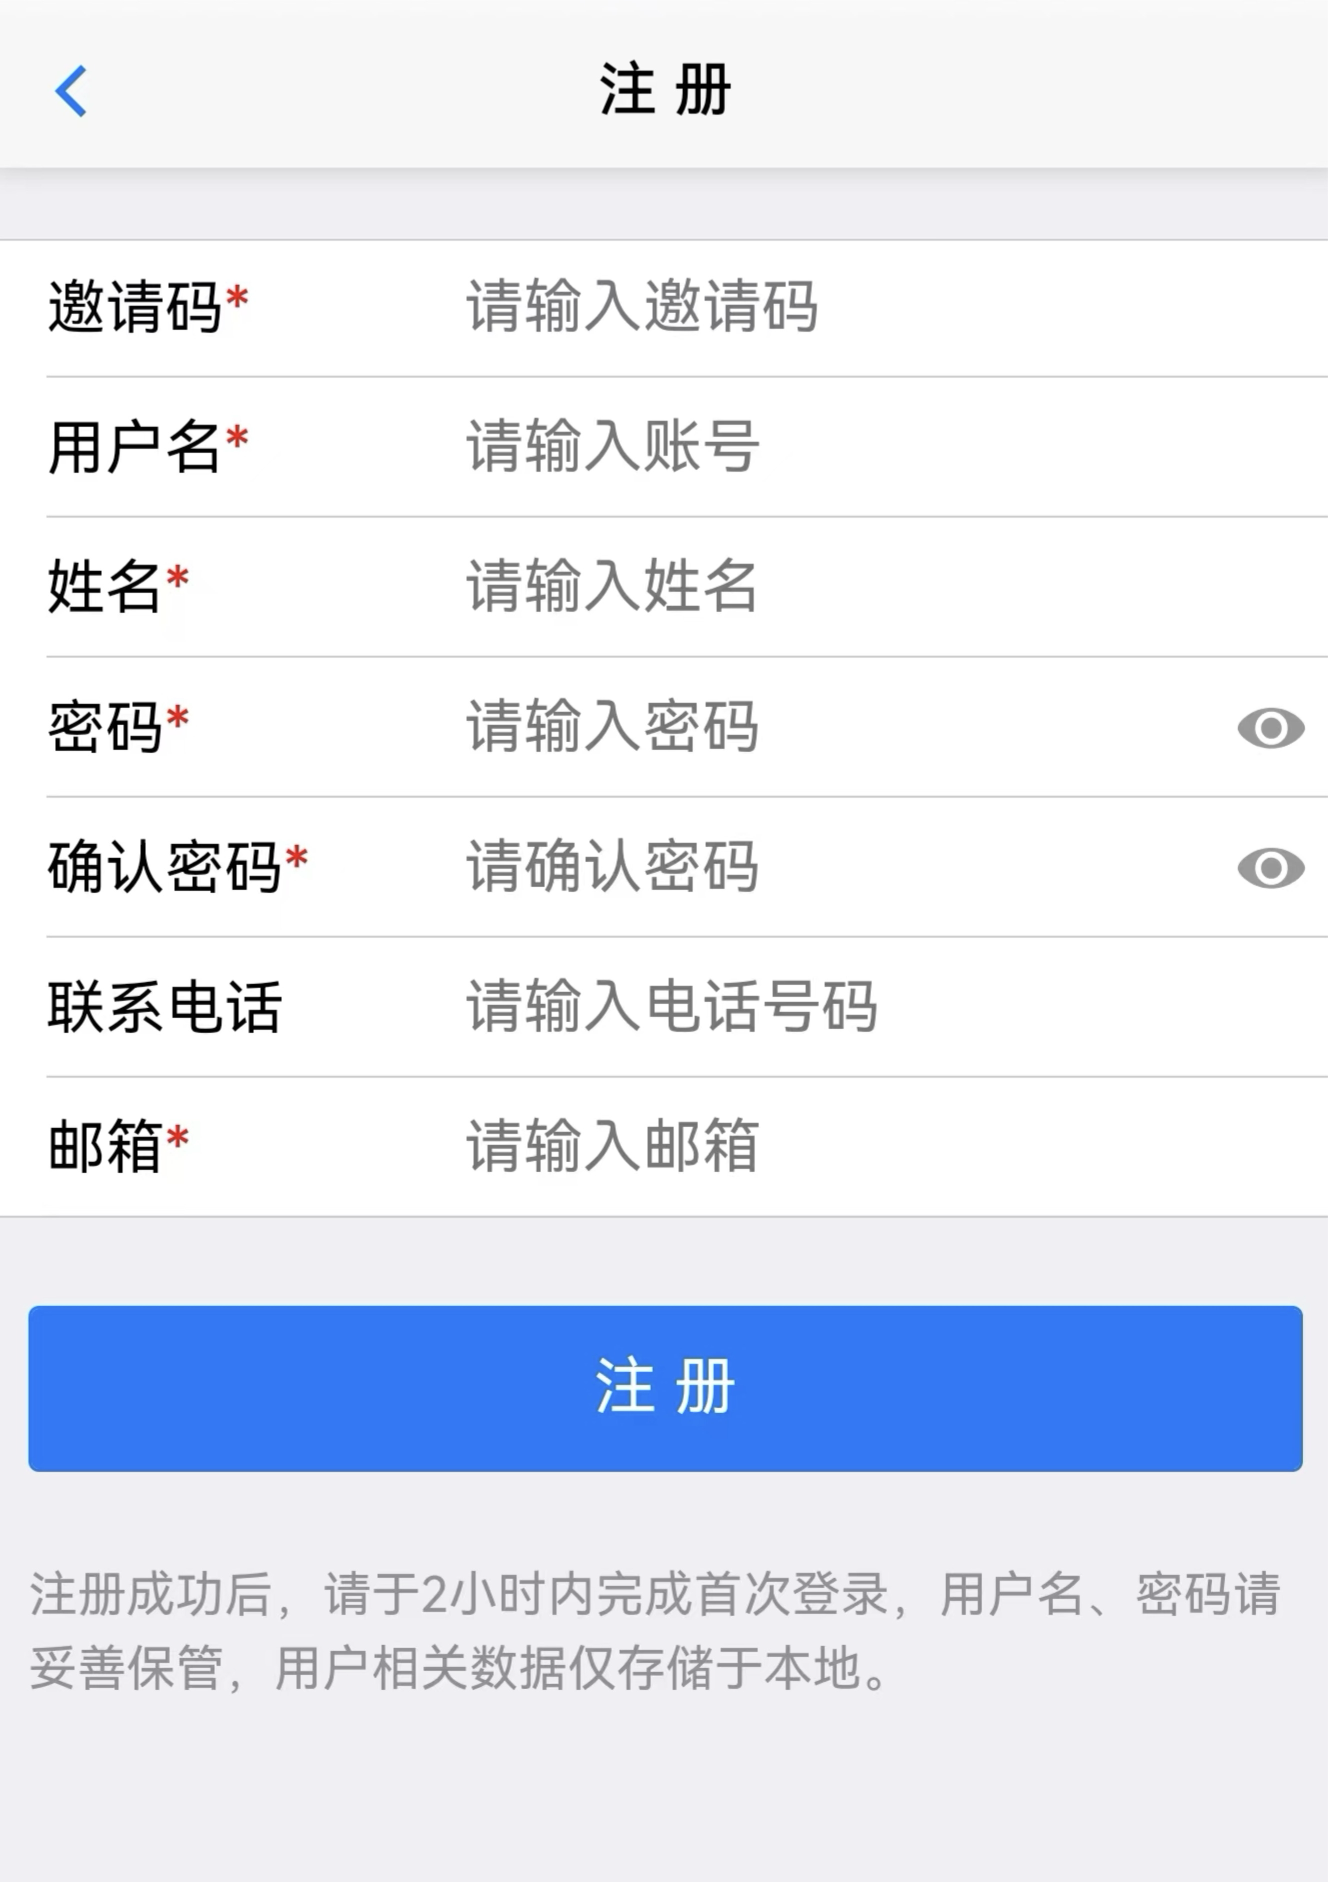 注 册
邀请码* 请输入邀请码
用户名* 请输入账号
姓名* 请输入姓名
密码* 请输入密码
确认密码* 请确认密码
联系电话 请输入电话号码
邮箱* 请输入邮箱
注 册
注册成功后，请于2小时内完成首次登录，用户名、密码请
妥善保管，用户相关数据仅存储于本地。